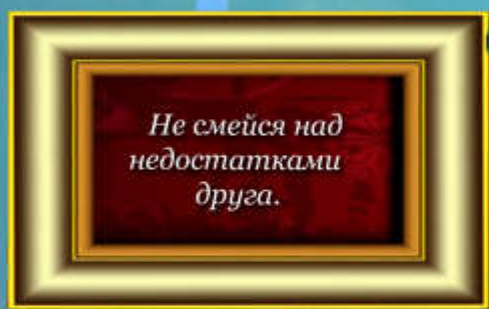 Не смейся над
недостатками
друга.